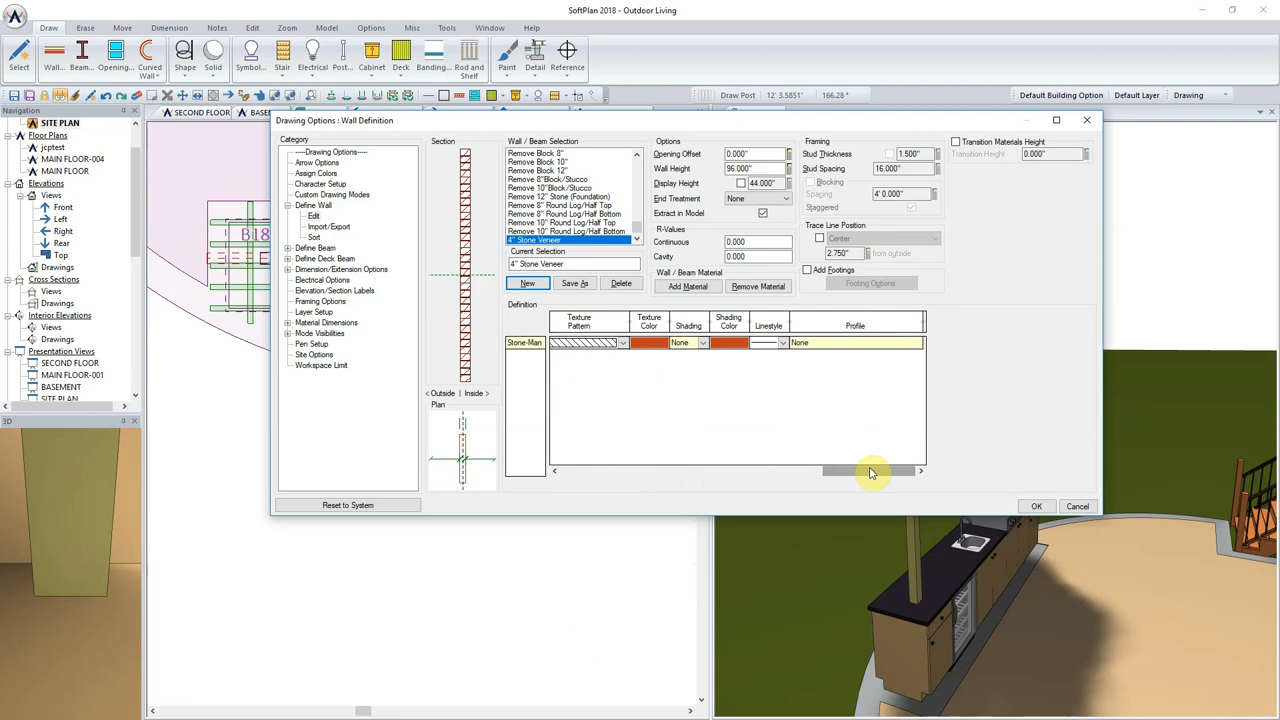 SoftPlan 2018 - Outdoor Living
Draw
Erase
Move
Dimension
Notes
Edit
Zoom
Model
Options
Misc
Tools
Window
Help
Select
Wall...
Beam...
Opening...
Curved Wall
Shape
Solid
Symbol...
Stair
Electrical
Post...
Cabinet
Deck
Banding...
Rod and Shelf
Paint
Detail
Reference
Draw Post
12' 3.5851"
166.28 °
Default Building Option
Default Layer
Drawing
Navigation
SITE PLAN
Floor Plans
jcptest
MAIN FLOOR-004
MAIN FLOOR
Elevations
Views
Front
Left
Right
Rear
Top
Drawings
Cross Sections
Views
Drawings
Interior Elevations
Views
Drawings
Presentation Views
SECOND FLOOR
MAIN FLOOR-001
BASEMENT
SITE PLAN
3D
SECOND FLOOR
BASE
B18
Drawing Options : Wall Definition
Category
----Drawing Options----
Arrow Options
Assign Colors
Character Setup
Custom Drawing Modes
Define Wall
Edit
Import/Export
Sort
Define Beam
Define Deck Beam
Dimension/Extension Options
Electrical Options
Elevation/Section Labels
Framing Options
Layer Setup
Material Dimensions
Mode Visibilities
Pen Setup
Site Options
Workspace Limit
Reset to System
Section
< Outside | Inside >
Plan
Wall / Beam Selection
Remove Block 8"
Remove Block 10"
Remove Block 12"
Remove 8"Block/Stucco
Remove 10"Block/Stucco
Remove 12" Stone (Foundation)
Remove 8" Round Log/Half Top
Remove 8" Round Log/Half Bottom
Remove 10" Round Log/Half Top
Remove 10" Round Log/Half Bottom
4" Stone Veneer
Current Selection
4" Stone Veneer
New
Save As
Delete
Options
Opening Offset
0.000"
Wall Height
96.000"
Display Height
44.000"
End Treatment
None
Extract in Model
R-Values
Continuous
0.000
Cavity
0.000
Wall / Beam Material
Add Material
Remove Material
Framing
Stud Thickness
1.500"
Stud Spacing
16.000"
Blocking
Spacing
4' 0.000"
Staggered
Trace Line Position
Center
2.750"
from outside
Add Footings
Footing Options
Transition Materials Height
Transition Height
0.000"
Definition
Texture Pattern
Texture Color
Shading
Shading Color
Linestyle
Profile
Stone-Man
None
None
OK
Cancel